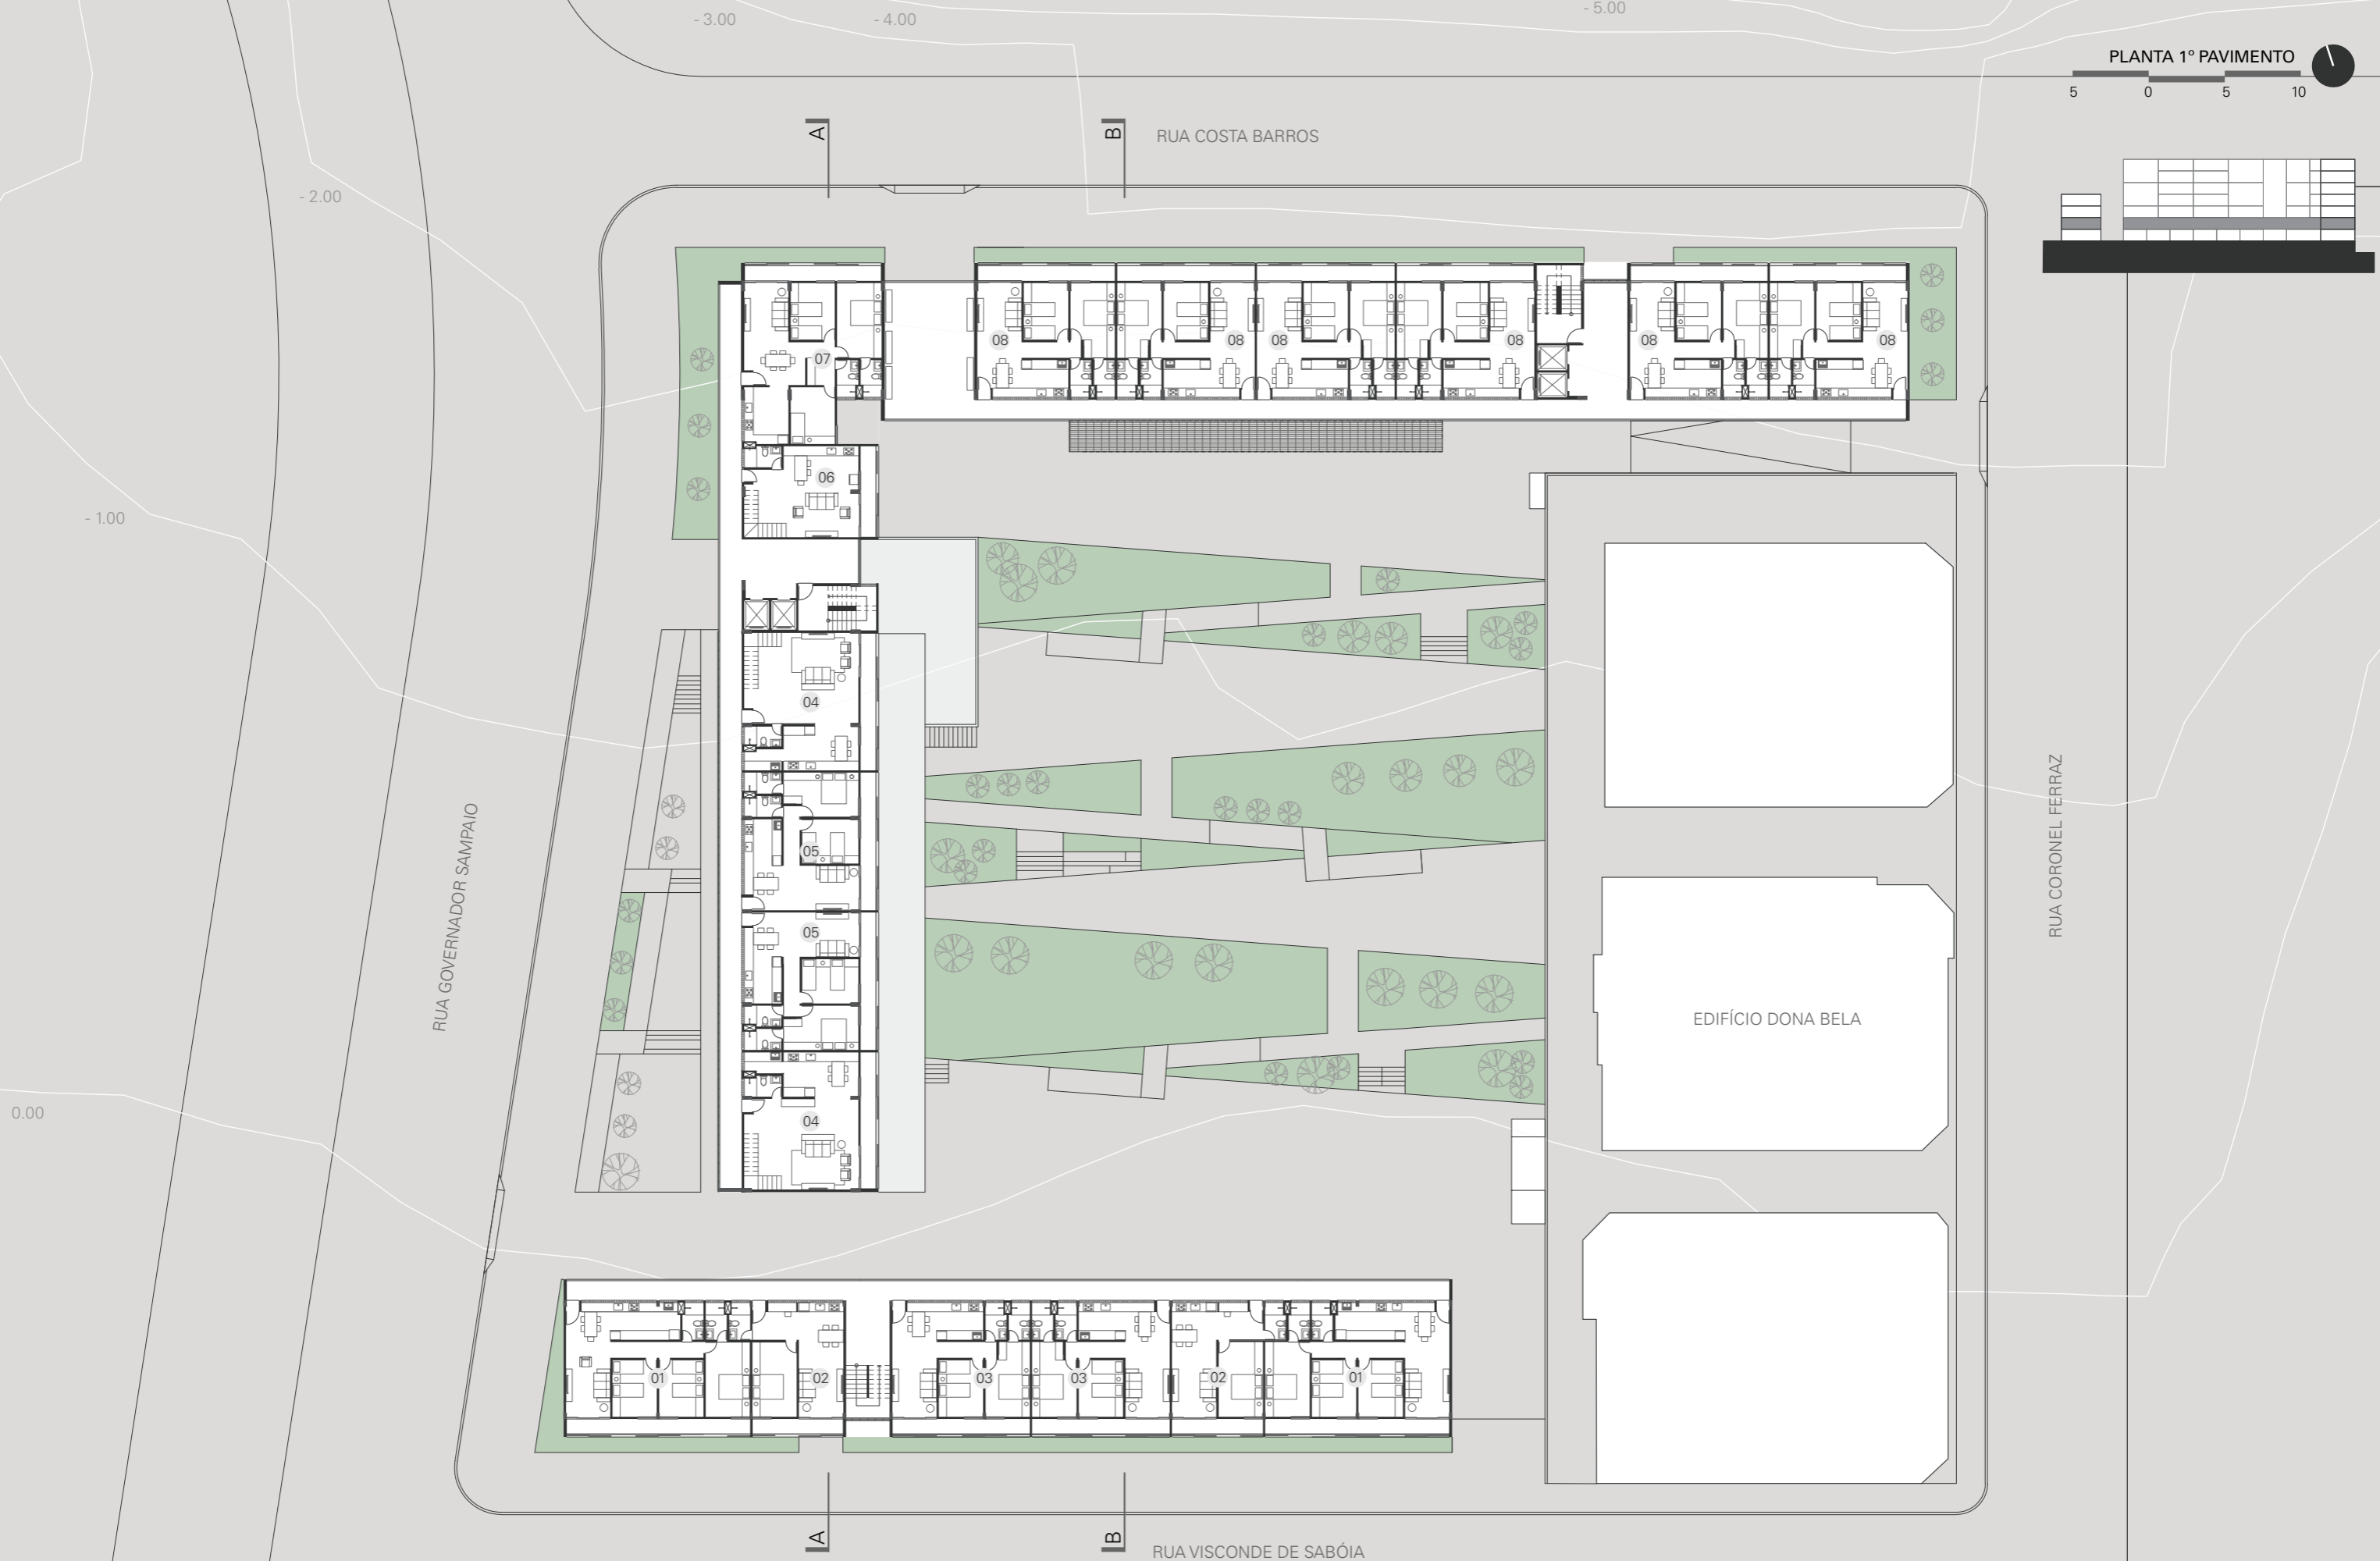 - 3.00
- 4.00
- 5.00
PLANTA 1º PAVIMENTO
5 0 5 10
A
B
RUA COSTA BARROS
- 2.00
08 08 08 08 08 08
07
06
- 1.00
04
RUA GOVERNADOR SAMPAIO
RUA CORONEL FERRAZ
05
05
EDIFÍCIO DONA BELA
0.00
04
01 02 03 03 02 01
A
B
RUA VISCONDE DE SABÓIA